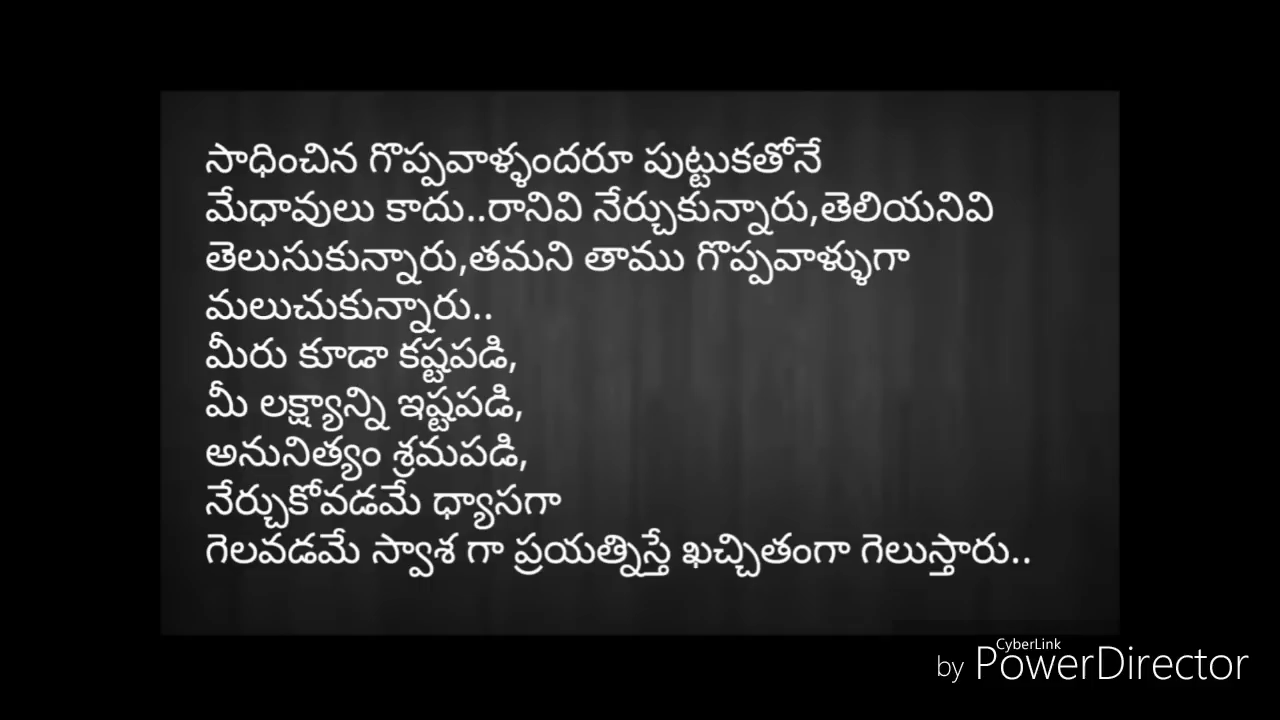 సాధించిన గొప్పవాళ్ళందరూ పుట్టుకతోనే
మేధావులు కాదు..రానివి నేర్చుకున్నారు,తెలియనివి
తెలుసుకున్నారు,తమని తాము గొప్పవాళ్ళుగా
మలుచుకున్నారు..
మీరు కూడా కష్టపడి,
మీ లక్ష్యాన్ని ఇష్టపడి,
అనునిత్యం శ్రమపడి,
నేర్చుకోవడమే ధ్యాసగా
గెలవడమే స్వాశ గా ప్రయత్నిస్తే ఖచ్చితంగా గెలుస్తారు..
CyberLink
by PowerDirector